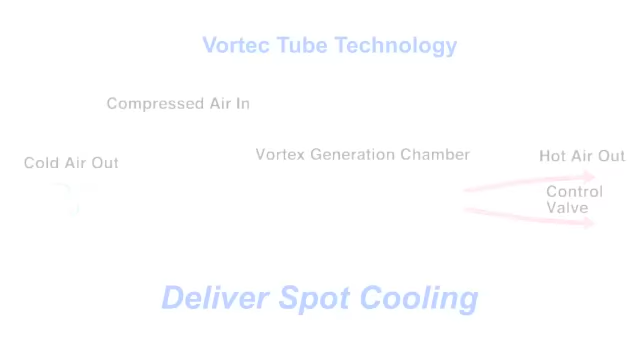 Vortec Tube Technology
Compressed Air In
Vortex Generation Chamber
Hot Air Out
Cold Air Out
Control
Valve
Deliver Spot Cooling